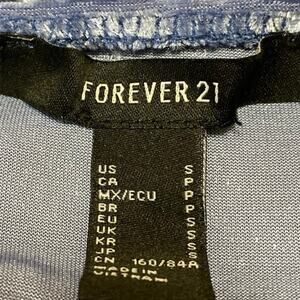 FOREVER 21
US S
CA P
MX/ECU P
BR P
EU S
UK S
KR S
JP S
CN 160/84A
MADE IN
VIETNAM